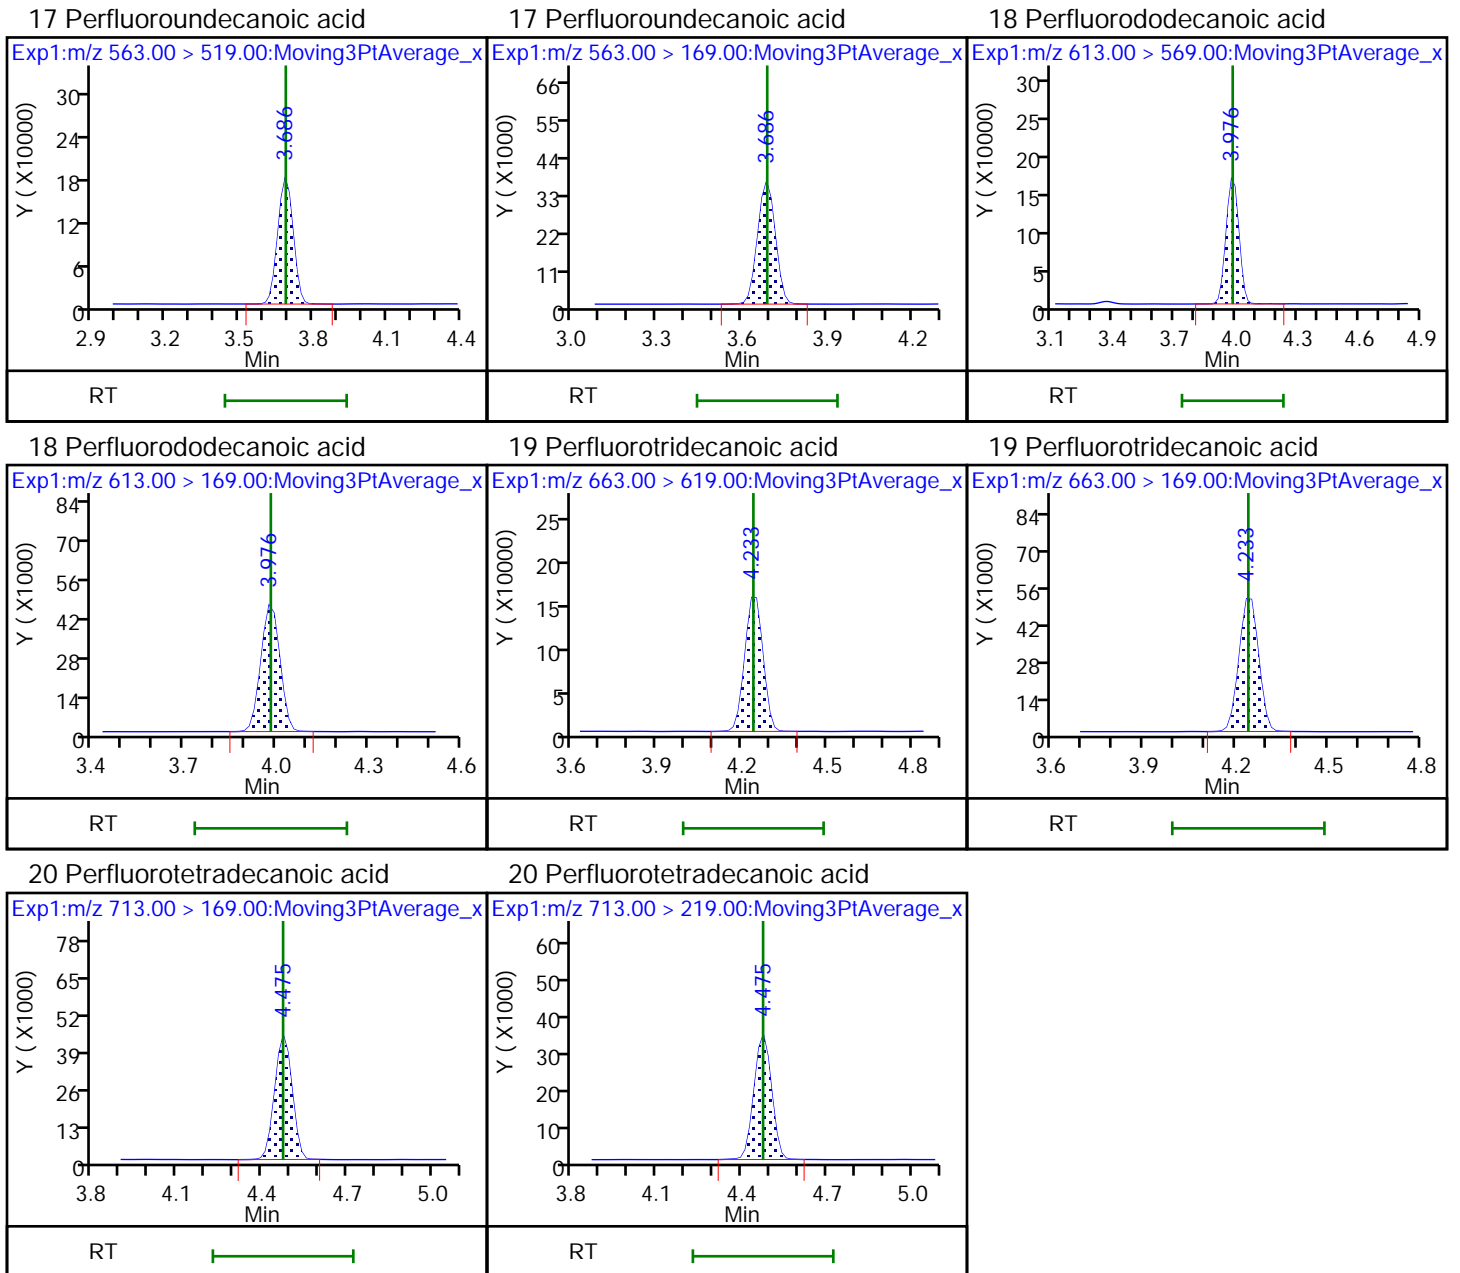 17 Perfluoroundecanoic acid
Exp1:m/z 563.00 > 519.00:Moving3PtAverage_x
Y ( X10000)
30
24
18
12
6
0
3.686
2.9 3.2 3.5 3.8 4.1 4.4
Min
RT
17 Perfluoroundecanoic acid
Exp1:m/z 563.00 > 169.00:Moving3PtAverage_x
Y ( X1000)
66
55
44
33
22
11
0
3.686
3.0 3.3 3.6 3.9 4.2
Min
RT
18 Perfluorododecanoic acid
Exp1:m/z 613.00 > 569.00:Moving3PtAverage_x
Y ( X10000)
30
25
20
15
10
5
0
3.976
3.1 3.4 3.7 4.0 4.3 4.6 4.9
Min
RT
18 Perfluorododecanoic acid
Exp1:m/z 613.00 > 169.00:Moving3PtAverage_x
Y ( X1000)
84
70
56
42
28
14
0
3.976
3.4 3.7 4.0 4.3 4.6
Min
RT
19 Perfluorotridecanoic acid
Exp1:m/z 663.00 > 619.00:Moving3PtAverage_x
Y ( X10000)
25
20
15
10
5
0
4.233
3.6 3.9 4.2 4.5 4.8
Min
RT
19 Perfluorotridecanoic acid
Exp1:m/z 663.00 > 169.00:Moving3PtAverage_x
Y ( X1000)
84
70
56
42
28
14
0
4.233
3.6 3.9 4.2 4.5 4.8
Min
RT
20 Perfluorotetradecanoic acid
Exp1:m/z 713.00 > 169.00:Moving3PtAverage_x
Y ( X1000)
78
65
52
39
26
13
0
4.475
3.8 4.1 4.4 4.7 5.0
Min
RT
20 Perfluorotetradecanoic acid
Exp1:m/z 713.00 > 219.00:Moving3PtAverage_x
Y ( X1000)
60
50
40
30
20
10
0
4.475
3.8 4.1 4.4 4.7 5.0
Min
RT